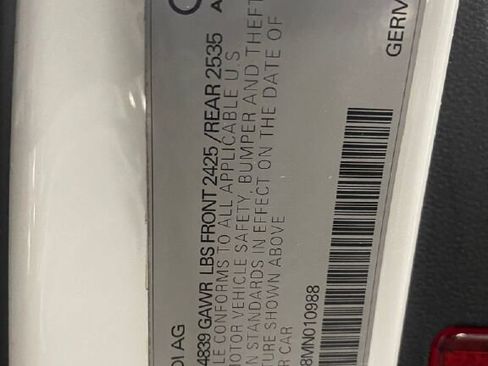 DI AG
4839 GAWR LBS FRONT 2425 / REAR 2535
LE CONFORMS TO ALL APPLICABLE U S
MOTOR VEHICLE SAFETY, BUMPER AND THEFT
N STANDARDS IN EFFECT ON THE DATE OF
TURE SHOWN ABOVE
R CAR
8MN010988
GERM